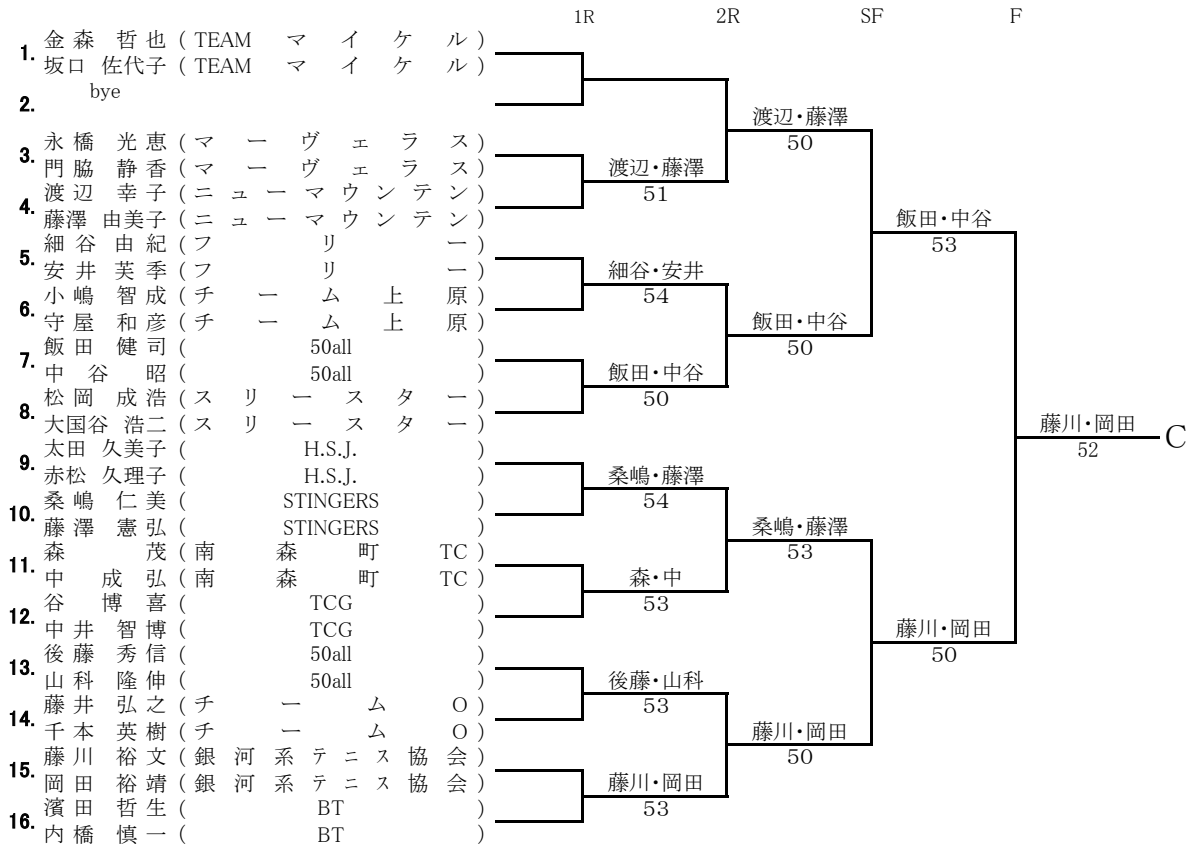 1R 2R SF F
1.
金森 哲也 ( TEAM マイケル )
坂口 佐代子 ( TEAM マイケル )
2.
bye
3.
永橋 光恵 ( マーヴェラス )
門脇 静香 ( マーヴェラス )
4.
渡辺 幸子 ( ニューマウンテン )
藤澤 由美子 ( ニューマウンテン )
5.
細谷 由紀 ( フリー )
安井 芙季 ( フリー )
6.
小嶋 智成 ( チーム上原 )
守屋 和彦 ( チーム上原 )
7.
飯田 健司 ( 50all )
中谷 昭 ( 50all )
8.
松岡 成浩 ( スリースター )
大国谷 浩二 ( スリースター )
9.
太田 久美子 ( H.S.J. )
赤松 久理子 ( H.S.J. )
10.
桑嶋 仁美 ( STINGERS )
藤澤 憲弘 ( STINGERS )
11.
森 茂 ( 南森町TC )
中 成弘 ( 南森町TC )
12.
谷 博喜 ( TCG )
中井 智博 ( TCG )
13.
後藤 秀信 ( 50all )
山科 隆伸 ( 50all )
14.
藤井 弘之 ( チームO )
千本 英樹 ( チームO )
15.
藤川 裕文 ( 銀河系テニス協会 )
岡田 裕靖 ( 銀河系テニス協会 )
16.
濱田 哲生 ( BT )
内橋 慎一 ( BT )
渡辺・藤澤
51
細谷・安井
54
飯田・中谷
50
桑嶋・藤澤
54
森・中
53
後藤・山科
53
藤川・岡田
53
渡辺・藤澤
50
飯田・中谷
50
桑嶋・藤澤
53
藤川・岡田
50
飯田・中谷
53
藤川・岡田
50
藤川・岡田
52
C